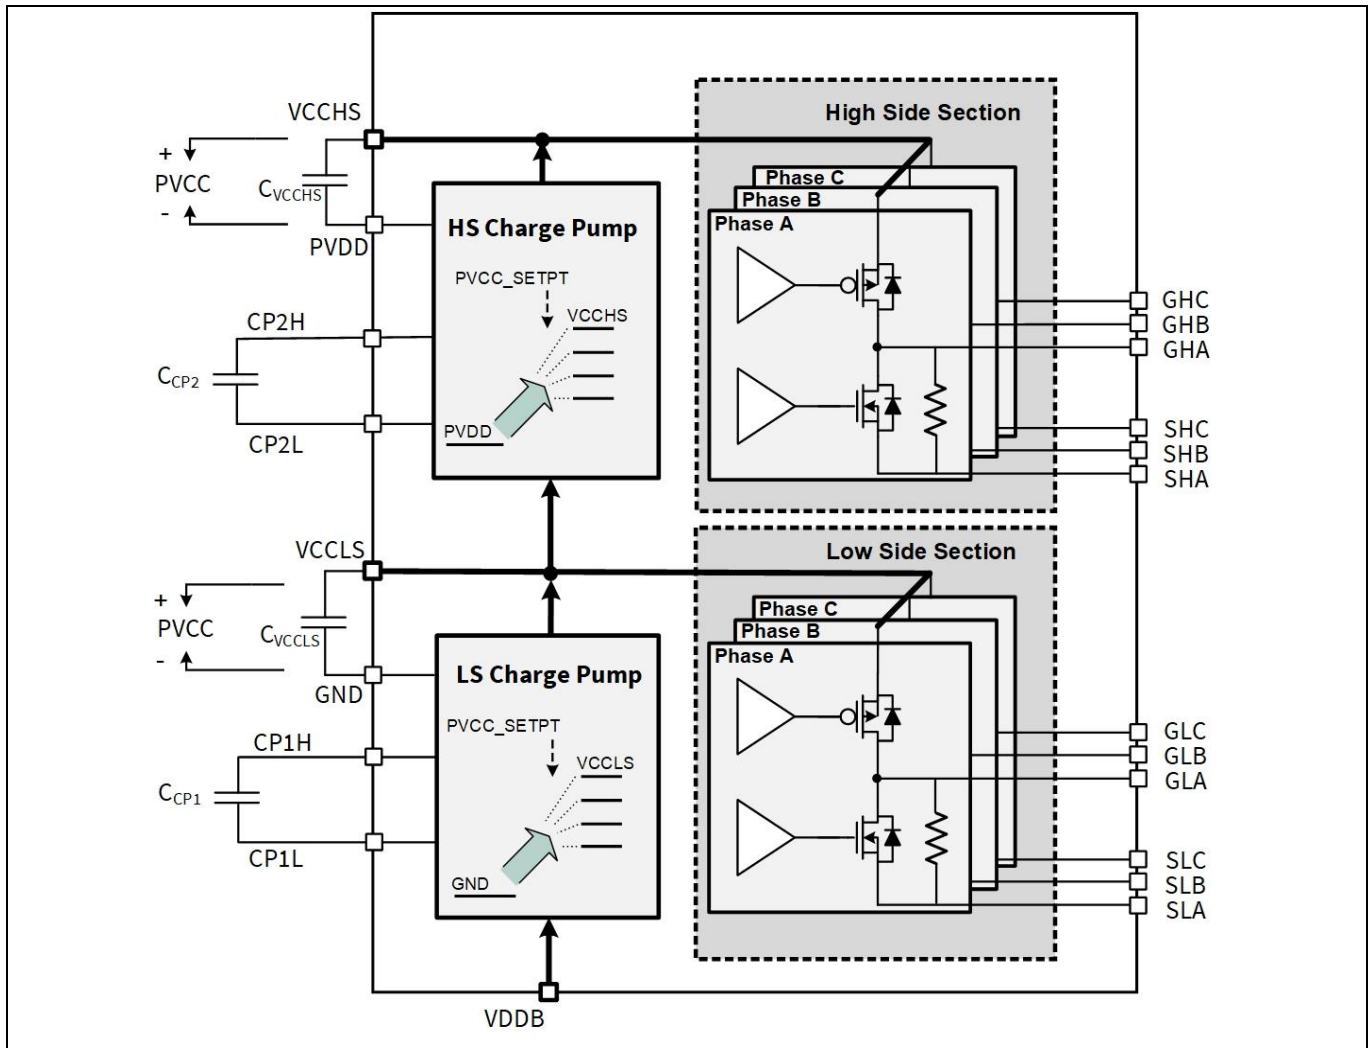 VCCHS
High Side Section
+
PVCC
-
CVCCHS
Phase C
Phase B
Phase A
HS Charge Pump
PVDD
PVCC_SETPT
VCCHS
GHC
GHB
GHA
CP2H
CCP2
CP2L
PVDD
SHC
SHB
SHA
VCCLS
Low Side Section
+
PVCC
-
CVCCLS
Phase C
Phase B
Phase A
LS Charge Pump
GND
PVCC_SETPT
VCCLS
GLC
GLB
GLA
CP1H
CCP1
CP1L
GND
SLC
SLB
SLA
VDDB